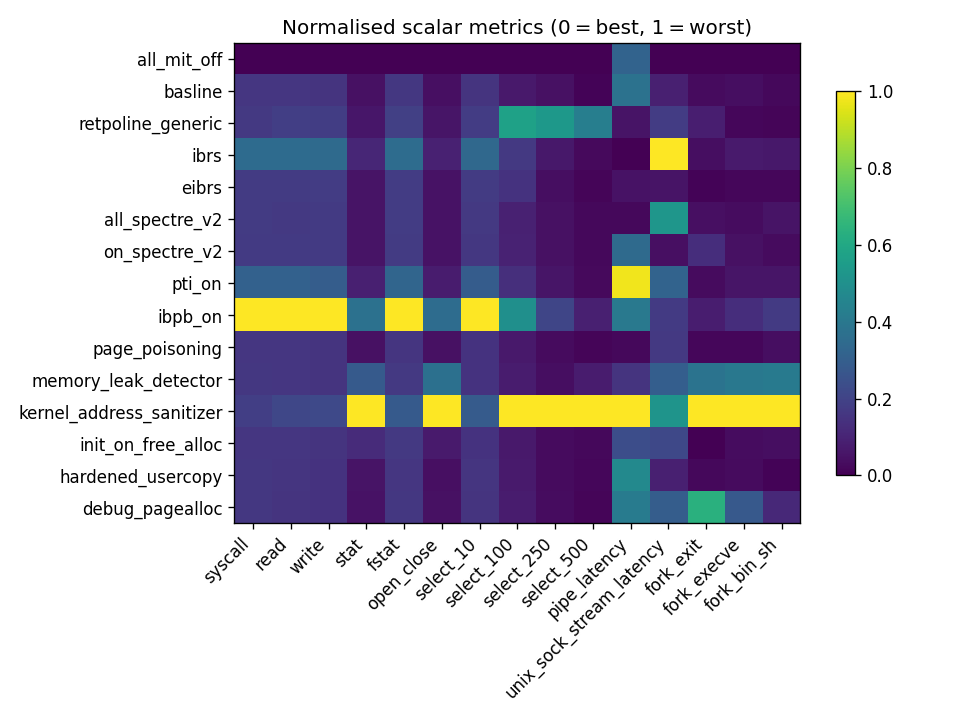 Normalised scalar metrics (0 = best, 1 = worst)
all_mit_off
basline
retpoline_generic
ibrs
eibrs
all_spectre_v2
on_spectre_v2
pti_on
ibpb_on
page_poisoning
memory_leak_detector
kernel_address_sanitizer
init_on_free_alloc
hardened_usercopy
debug_pagealloc
1.0
0.8
0.6
0.4
0.2
0.0
syscall
read
write
stat
fstat
open_close
select_10
select_100
select_250
select_500
pipe_latency
unix_sock_stream_latency
fork_exit
fork_execve
fork_bin_sh